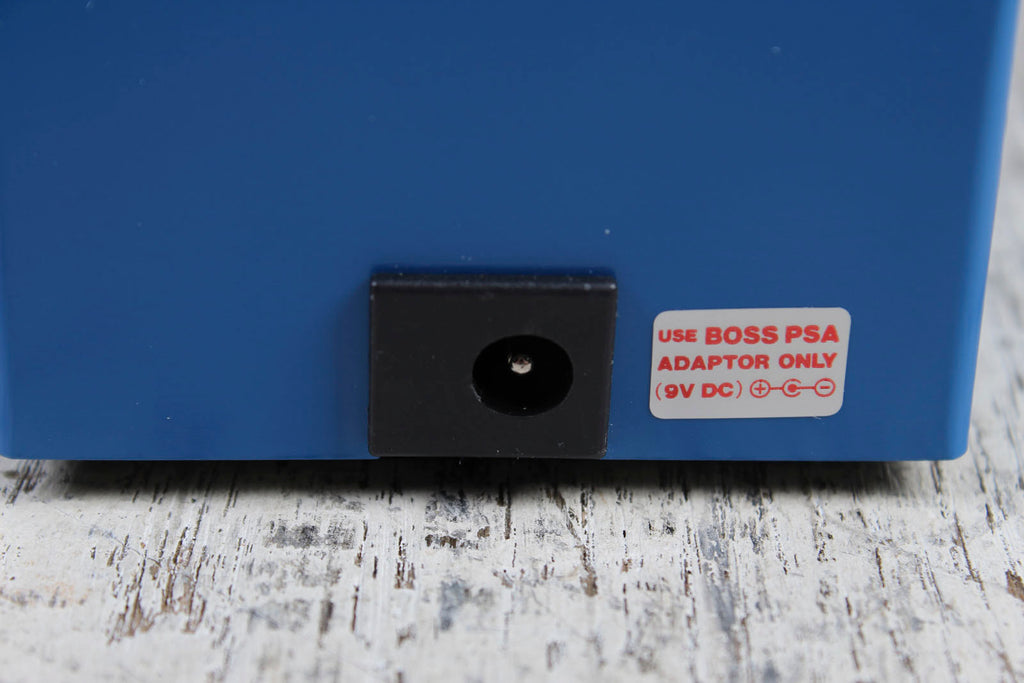 USE BOSS PSA
ADAPTOR ONLY
(9V DC) ⊕-C-⊖